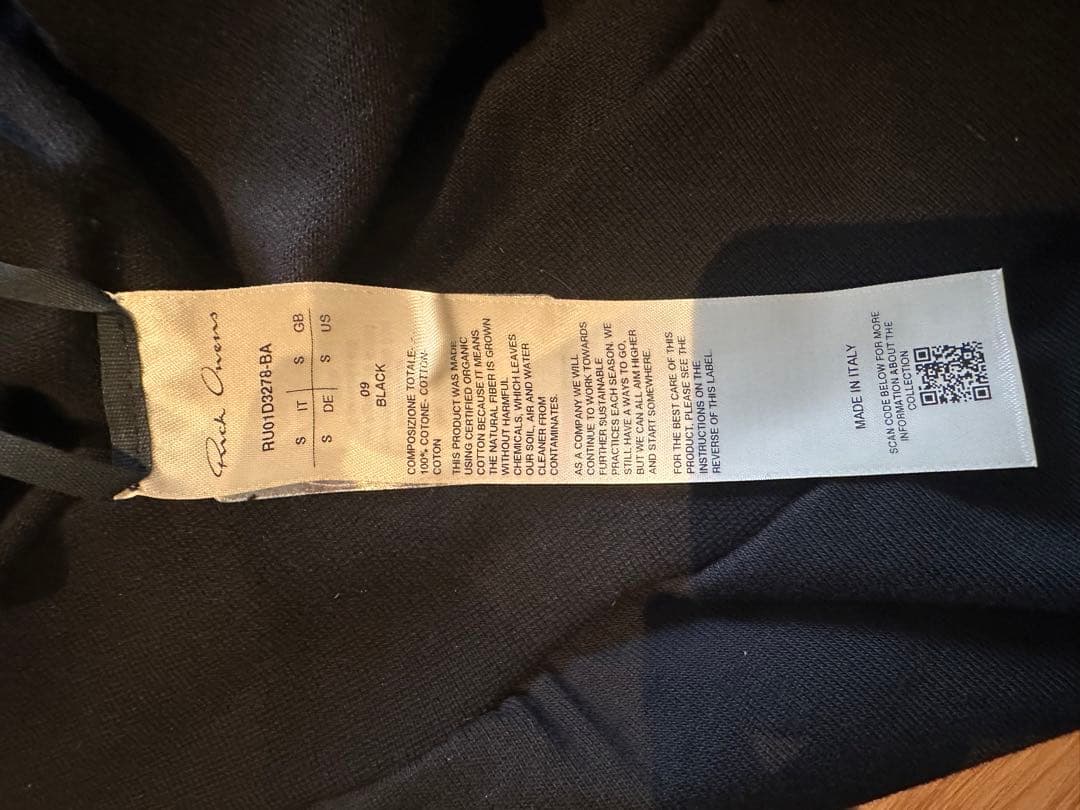 Rick Owens
RU01D3278-BA
S IT S GB
S DE S US
09
BLACK
COMPOSIZIONE TOTALE-
100% COTONE- COTTON-
COTON
THIS PRODUCT WAS MADE
USING CERTIFIED ORGANIC
COTTON BECAUSE IT MEANS
THE NATURAL FIBER IS GROWN
WITHOUT HARMFUL
CHEMICALS, WHICH LEAVES
OUR SOIL, AIR AND WATER
CLEANER FROM
CONTAMINATES.
AS A COMPANY WE WILL
CONTINUE TO WORK TOWARDS
FURTHER SUSTAINABLE
PRACTICES EACH SEASON. WE
STILL HAVE A WAYS TO GO,
BUT WE CAN ALL AIM HIGHER
AND START SOMEWHERE.
FOR THE BEST CARE OF THIS
PRODUCT, PLEASE SEE THE
INSTRUCTIONS ON THE
REVERSE OF THIS LABEL.
MADE IN ITALY
SCAN CODE BELOW FOR MORE
INFORMATION ABOUT THE
COLLECTION